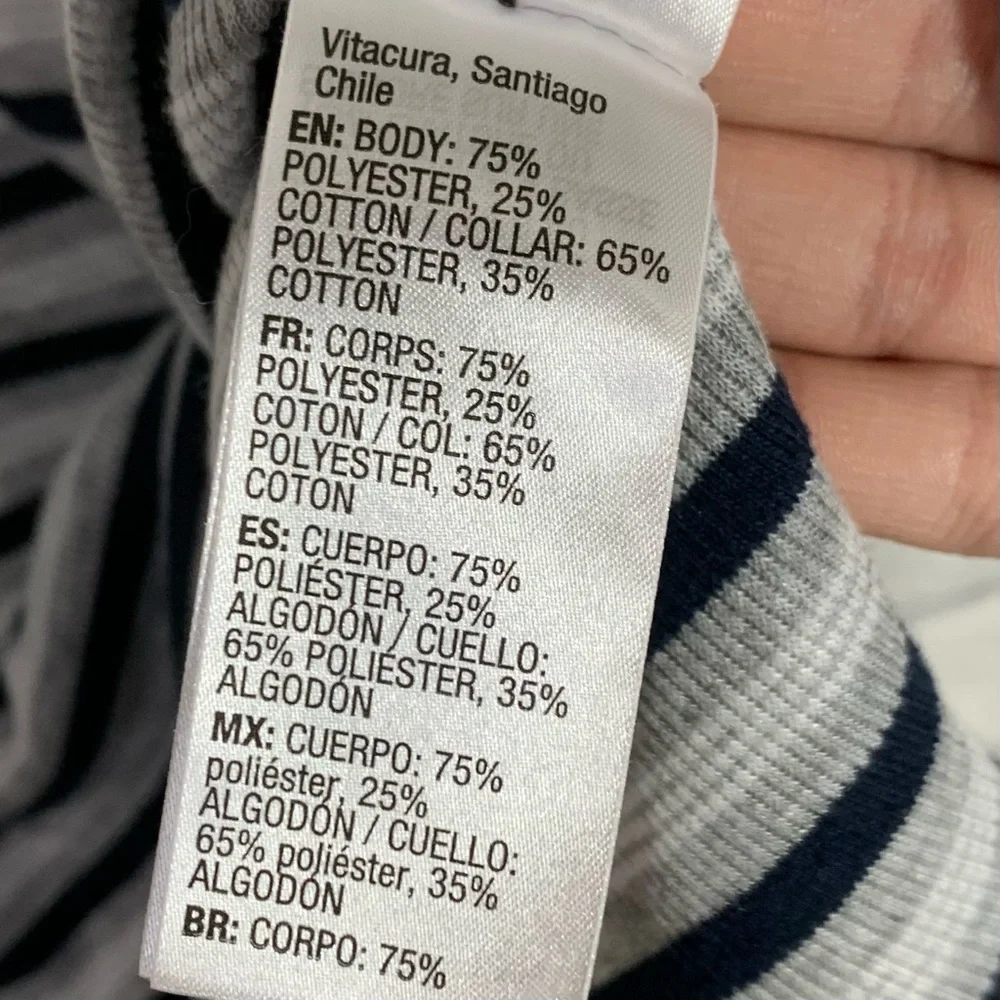 Vitacura, Santiago
Chile
EN: BODY: 75%
POLYESTER, 25%
COTTON / COLLAR: 65%
POLYESTER, 35%
COTTON
FR: CORPS: 75%
POLYESTER, 25%
COTON / COL: 65%
POLYESTER, 35%
COTON
ES: CUERPO: 75%
POLIÉSTER, 25%
ALGODÓN / CUELLO:
65% POLIÉSTER, 35%
ALGODÓN
MX: CUERPO: 75%
poliéster, 25%
ALGODÓN / CUELLO:
65% poliéster, 35%
ALGODÓN
BR: CORPO: 75%